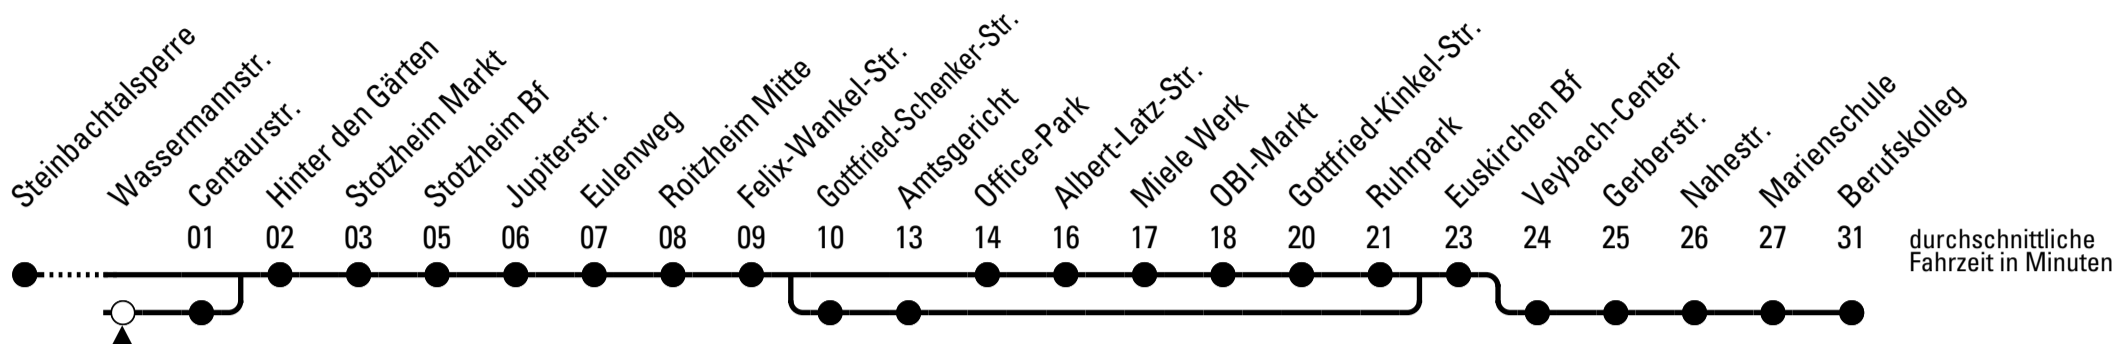 Steinbachtalsperre
Wassermannstr.
Centaurstr.
Hinter den Gärten
Stotzheim Markt
Stotzheim Bf
Jupiterstr.
Eulenweg
Roitzheim Mitte
Felix-Wankel-Str.
Gottfried-Schenker-Str.
Amtsgericht
Office-Park
Albert-Latz-Str.
Miele Werk
OBI-Markt
Gottfried-Kinkel-Str.
Ruhrpark
Euskirchen Bf
Veybach-Center
Gerberstr.
Nahestr.
Marienschule
Berufskolleg
01 02 03 05 06 07 08 09 10 13 14 16 17 18 20 21 23 24 25 26 27 31
durchschnittliche
Fahrzeit in Minuten